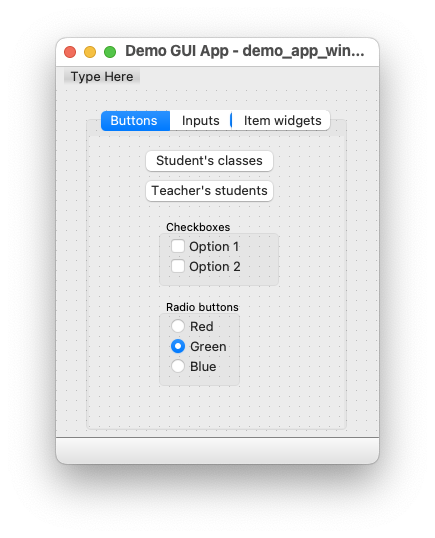 Demo GUI App - demo_app_win...
Type Here
Buttons Inputs Item widgets
Student's classes
Teacher's students
Checkboxes
Option 1
Option 2
Radio buttons
Red
Green
Blue